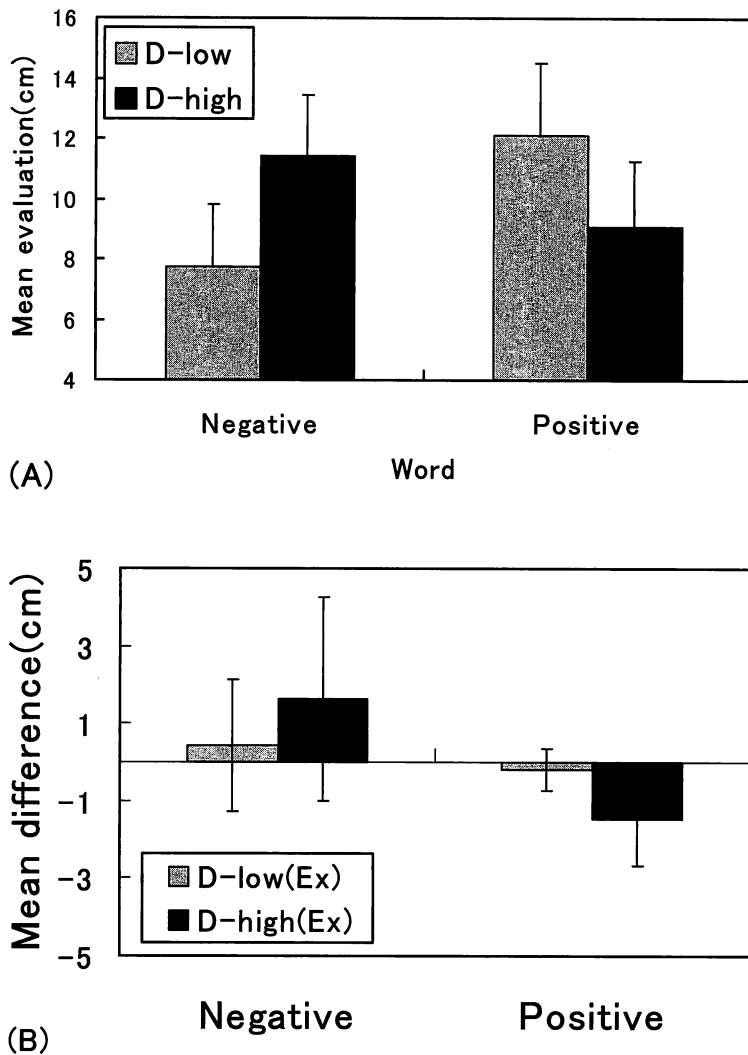 16
14
12
10
8
6
4
Mean evaluation(cm)
D-low
D-high
Negative
Positive
Word
(A)
5
3
1
-1
-3
-5
Mean difference(cm)
D-low(Ex)
D-high(Ex)
Negative
Positive
(B)